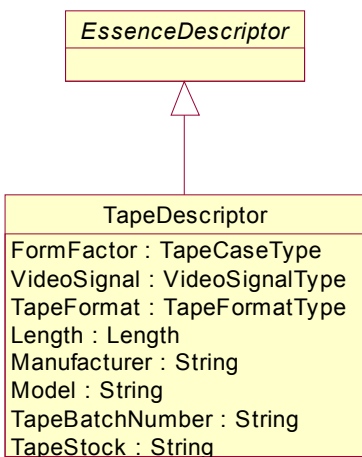 EssenceDescriptor
TapeDescriptor
FormFactor : TapeCaseType
VideoSignal : VideoSignalType
TapeFormat : TapeFormatType
Length : Length
Manufacturer : String
Model : String
TapeBatchNumber : String
TapeStock : String